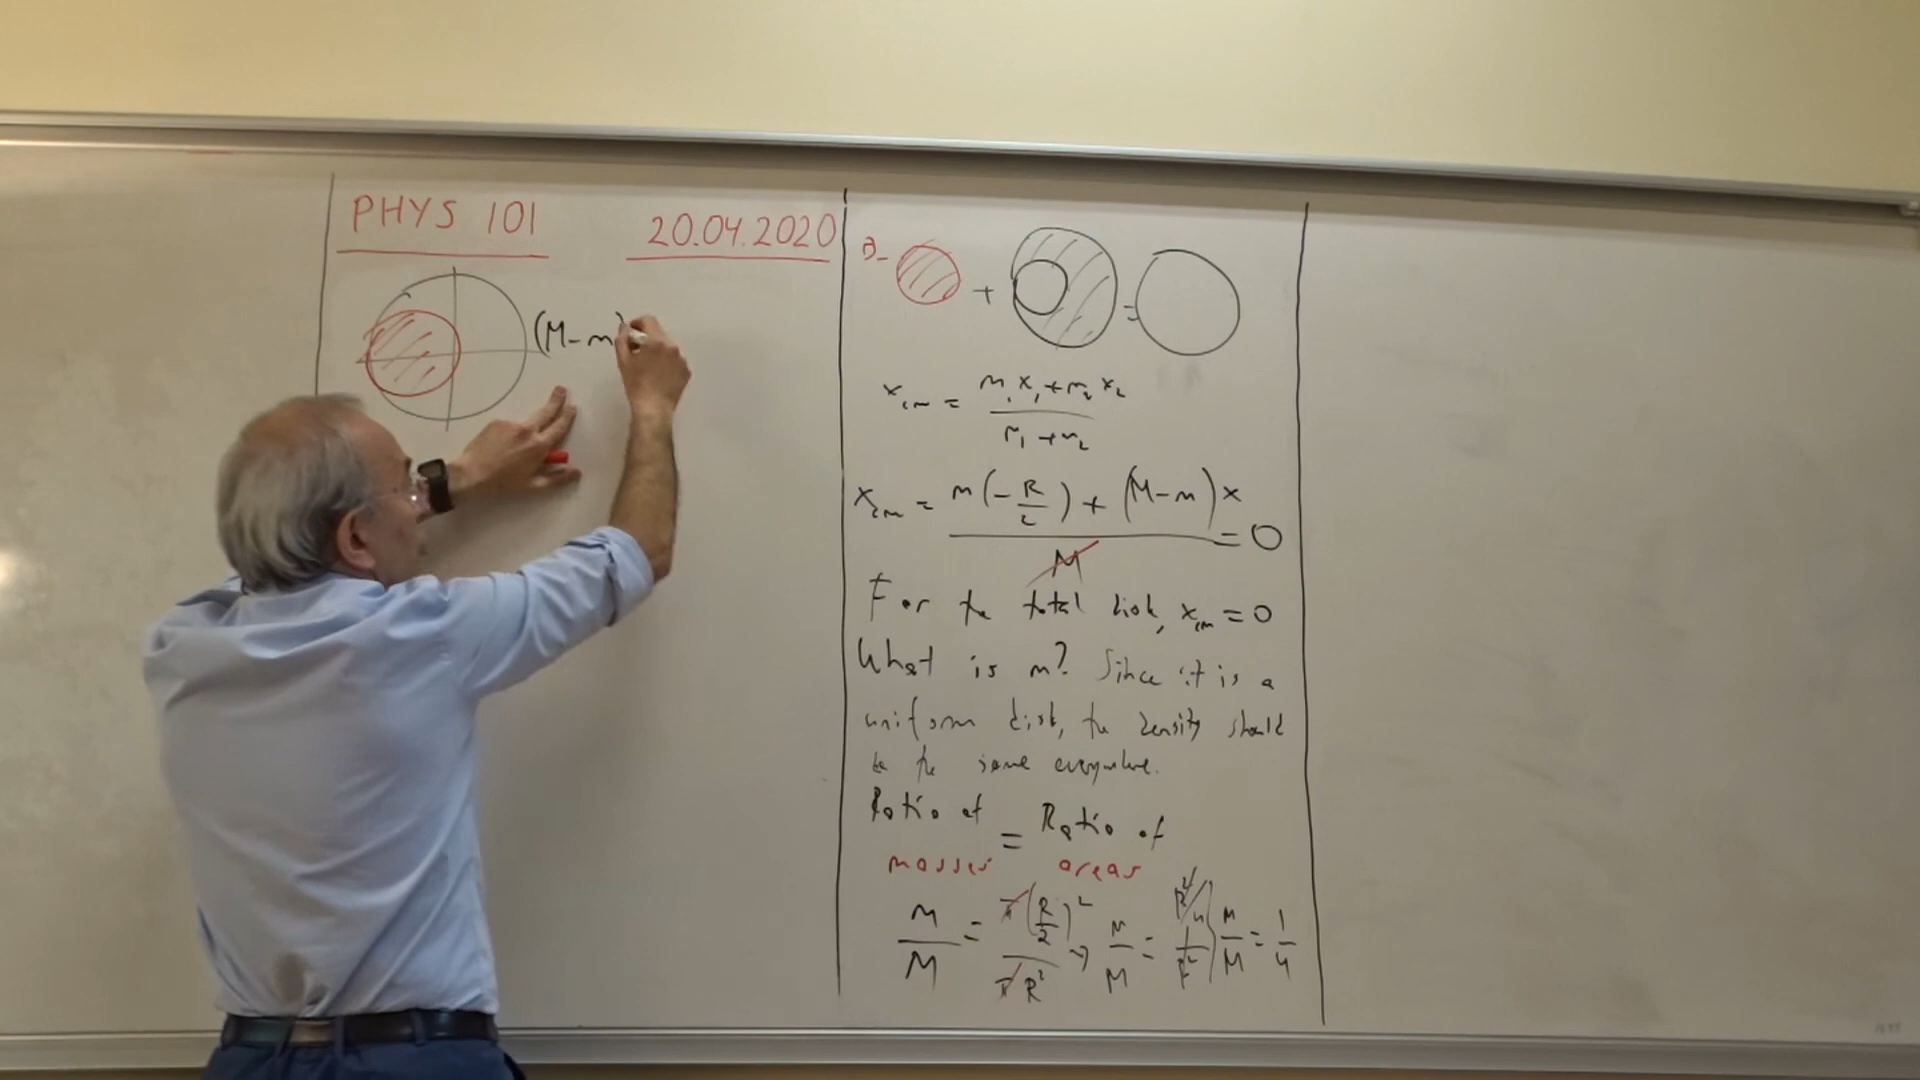 PHYS 101 20.04.2020
(M-m)
B-
+ =
x_cm = (m₁x₁+m₂x₂)/(m₁+m₂)
x_cm = (m(-R/2) + (M-m)x)/M = 0
For the total disk, x_cm = 0
What is m? Since it is a
uniform disk, the density should
be the same everywhere.
Ratio of = Ratio of
masses areas
m/M = π(R/2)²/πR² → m/M = (R²/4)/R² | m/M = 1/4